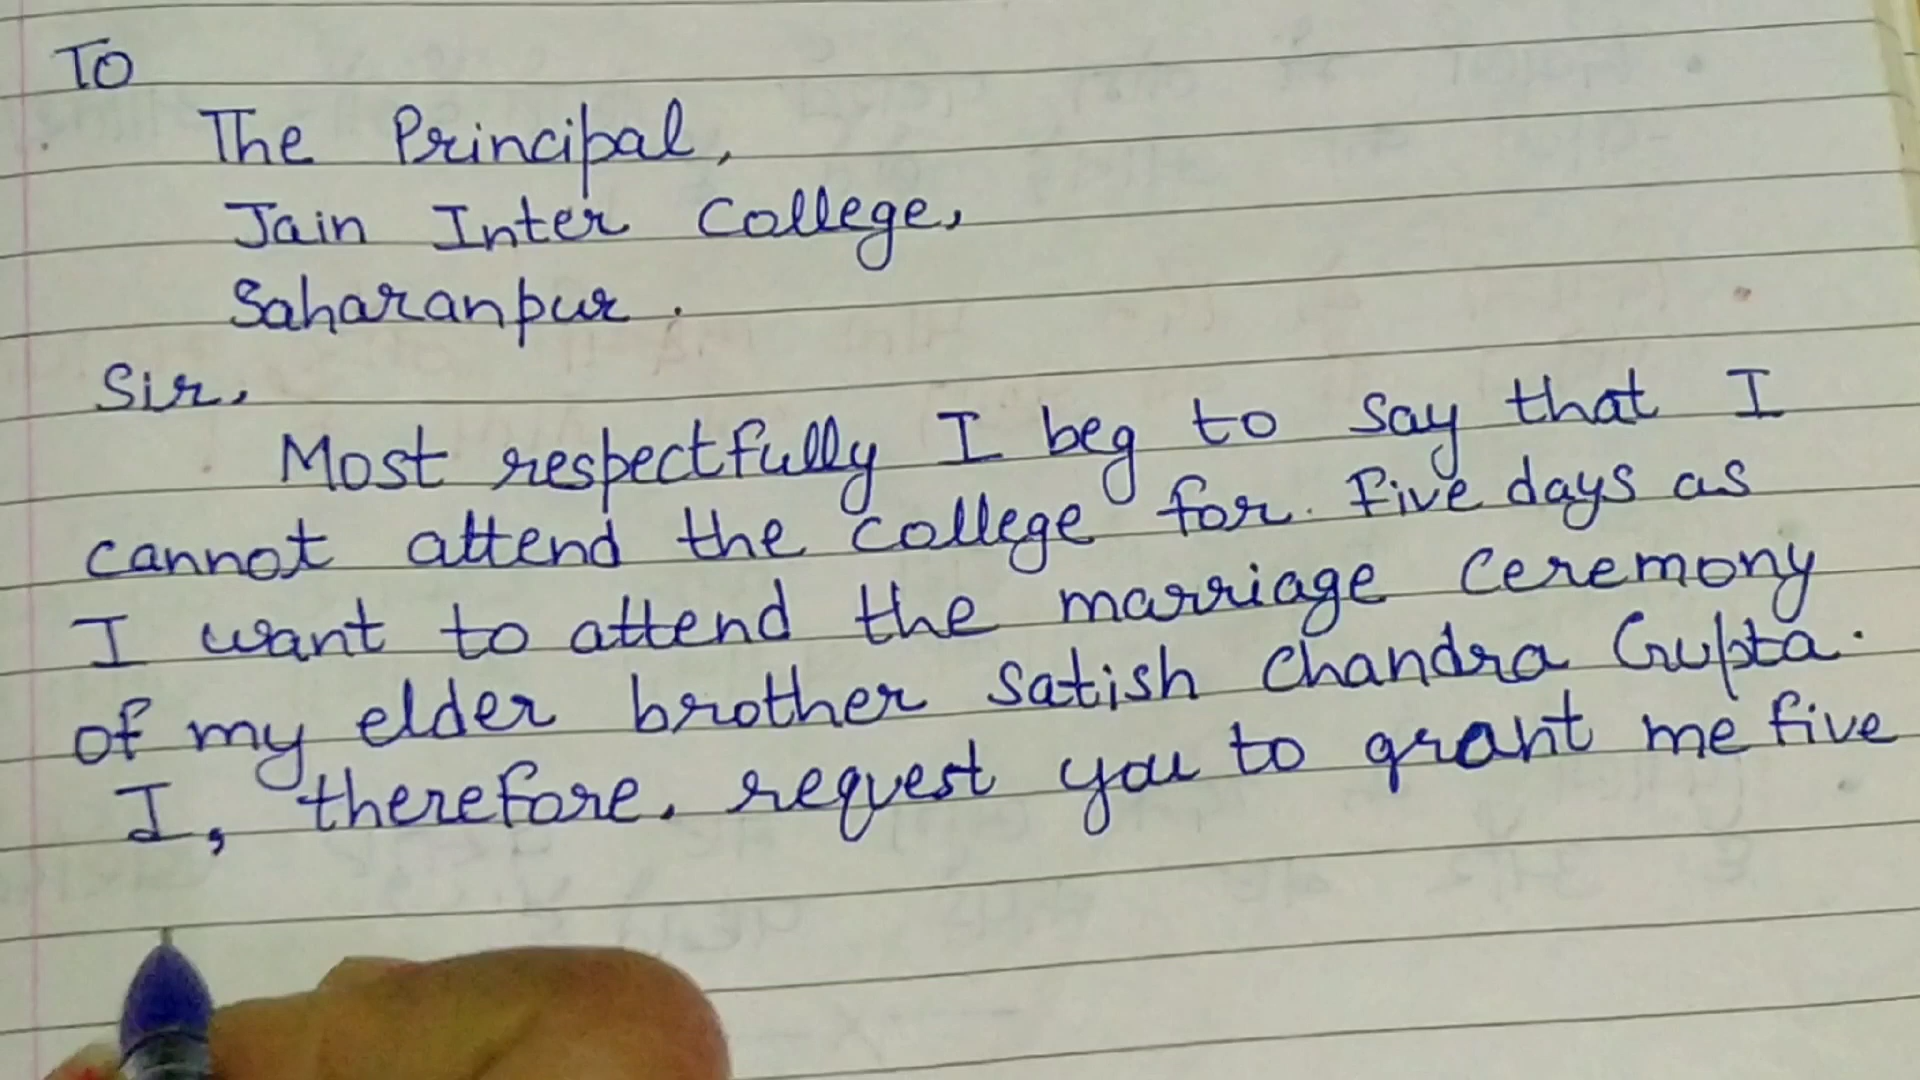 To
The Principal,
Jain Inter College,
Saharanpur.
Sir,
Most respectfully I beg to say that I
cannot attend the college for. Five days as
I want to attend the marriage ceremony
of my elder brother Satish Chandra Gupta.
I, therefore, request you to grant me five